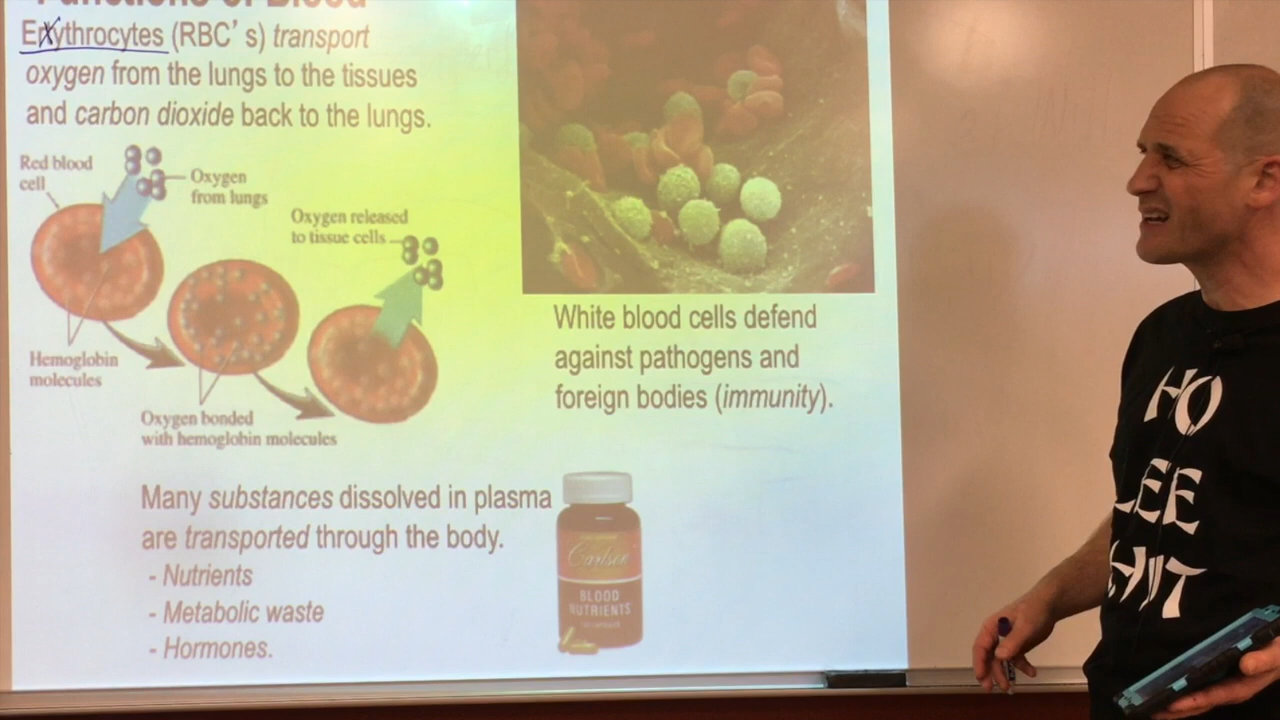 Functions of Blood
Erythrocytes (RBC's) transport
oxygen from the lungs to the tissues
and carbon dioxide back to the lungs.
Red blood
cell
Oxygen
from lungs
Oxygen released
to tissue cells
Hemoglobin
molecules
Oxygen bonded
with hemoglobin molecules
White blood cells defend
against pathogens and
foreign bodies (immunity).
Many substances dissolved in plasma
are transported through the body.
- Nutrients
- Metabolic waste
- Hormones.
Carlson
BLOOD
NUTRIENTS
HO
LEE